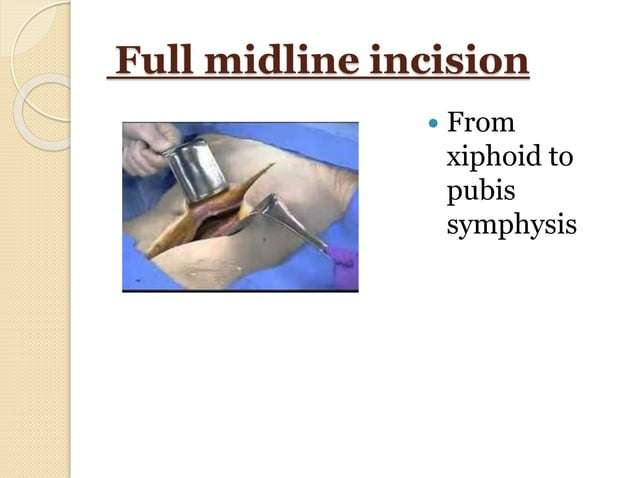 Full midline incision
From
xiphoid to
pubis
symphysis